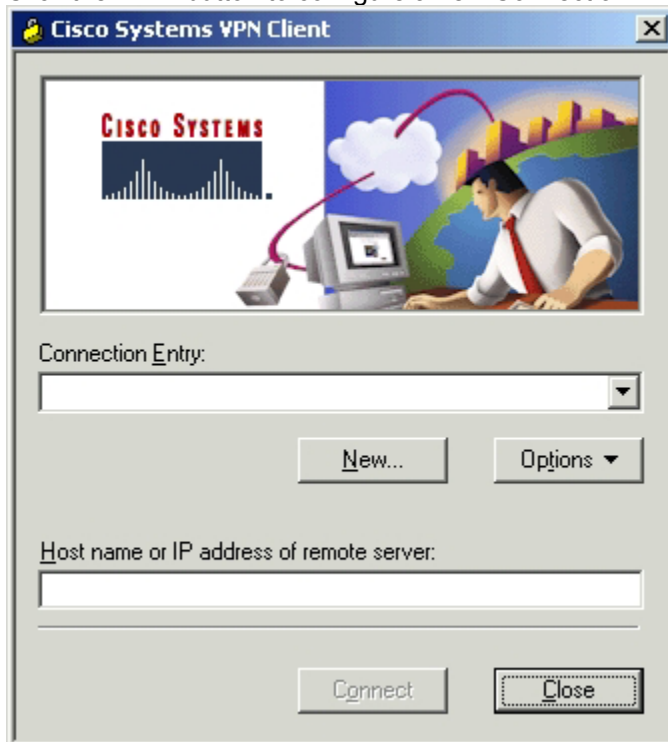 Cisco Systems VPN Client
CISCO SYSTEMS
Connection Entry:
New...
Options
Host name or IP address of remote server:
Connect
Close